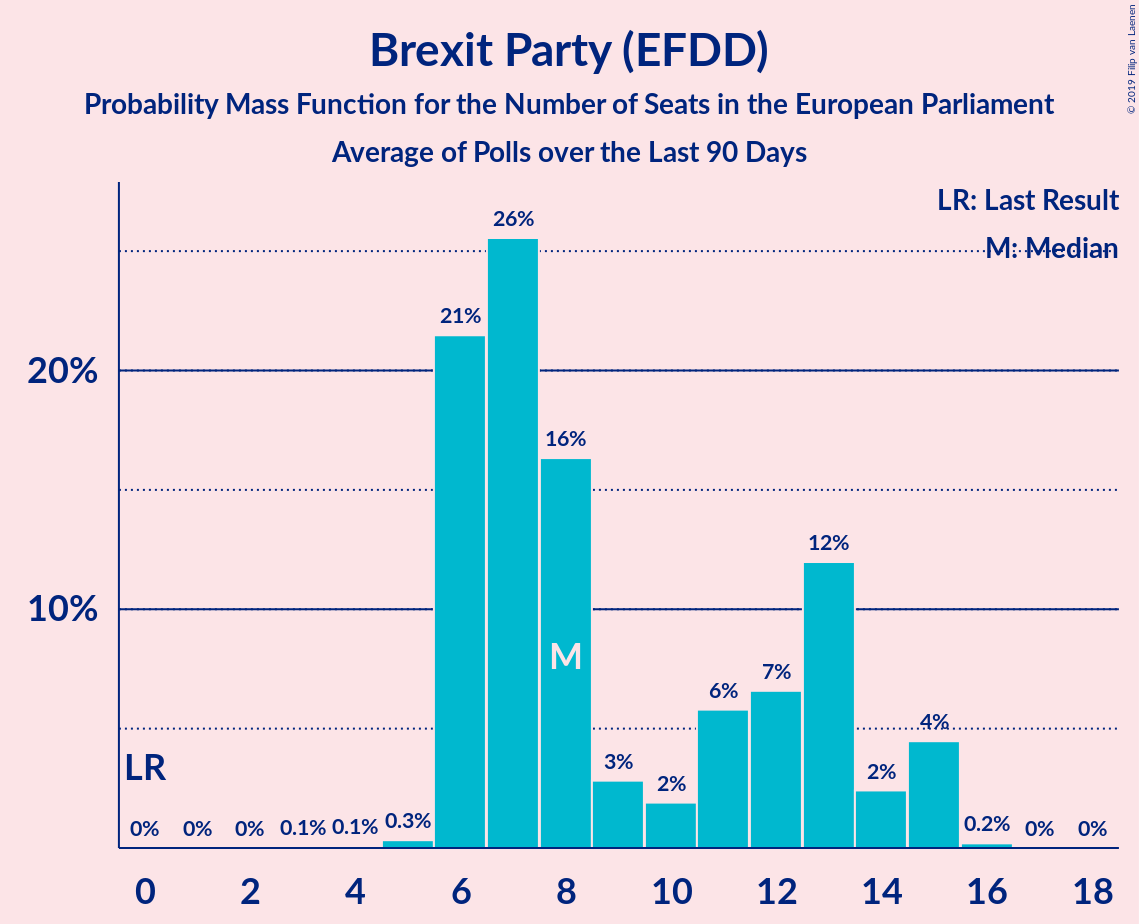 Brexit Party (EFDD)
Probability Mass Function for the Number of Seats in the European Parliament
Average of Polls over the Last 90 Days
© 2019 Filip van Laenen
LR: Last Result
M: Median
20%
10%
0% 0% 0% 0.1% 0.1% 0.3% 21% 26% 16% 3% 2% 6% 7% 12% 2% 4% 0.2% 0% 0%
LR
M
0 2 4 6 8 10 12 14 16 18